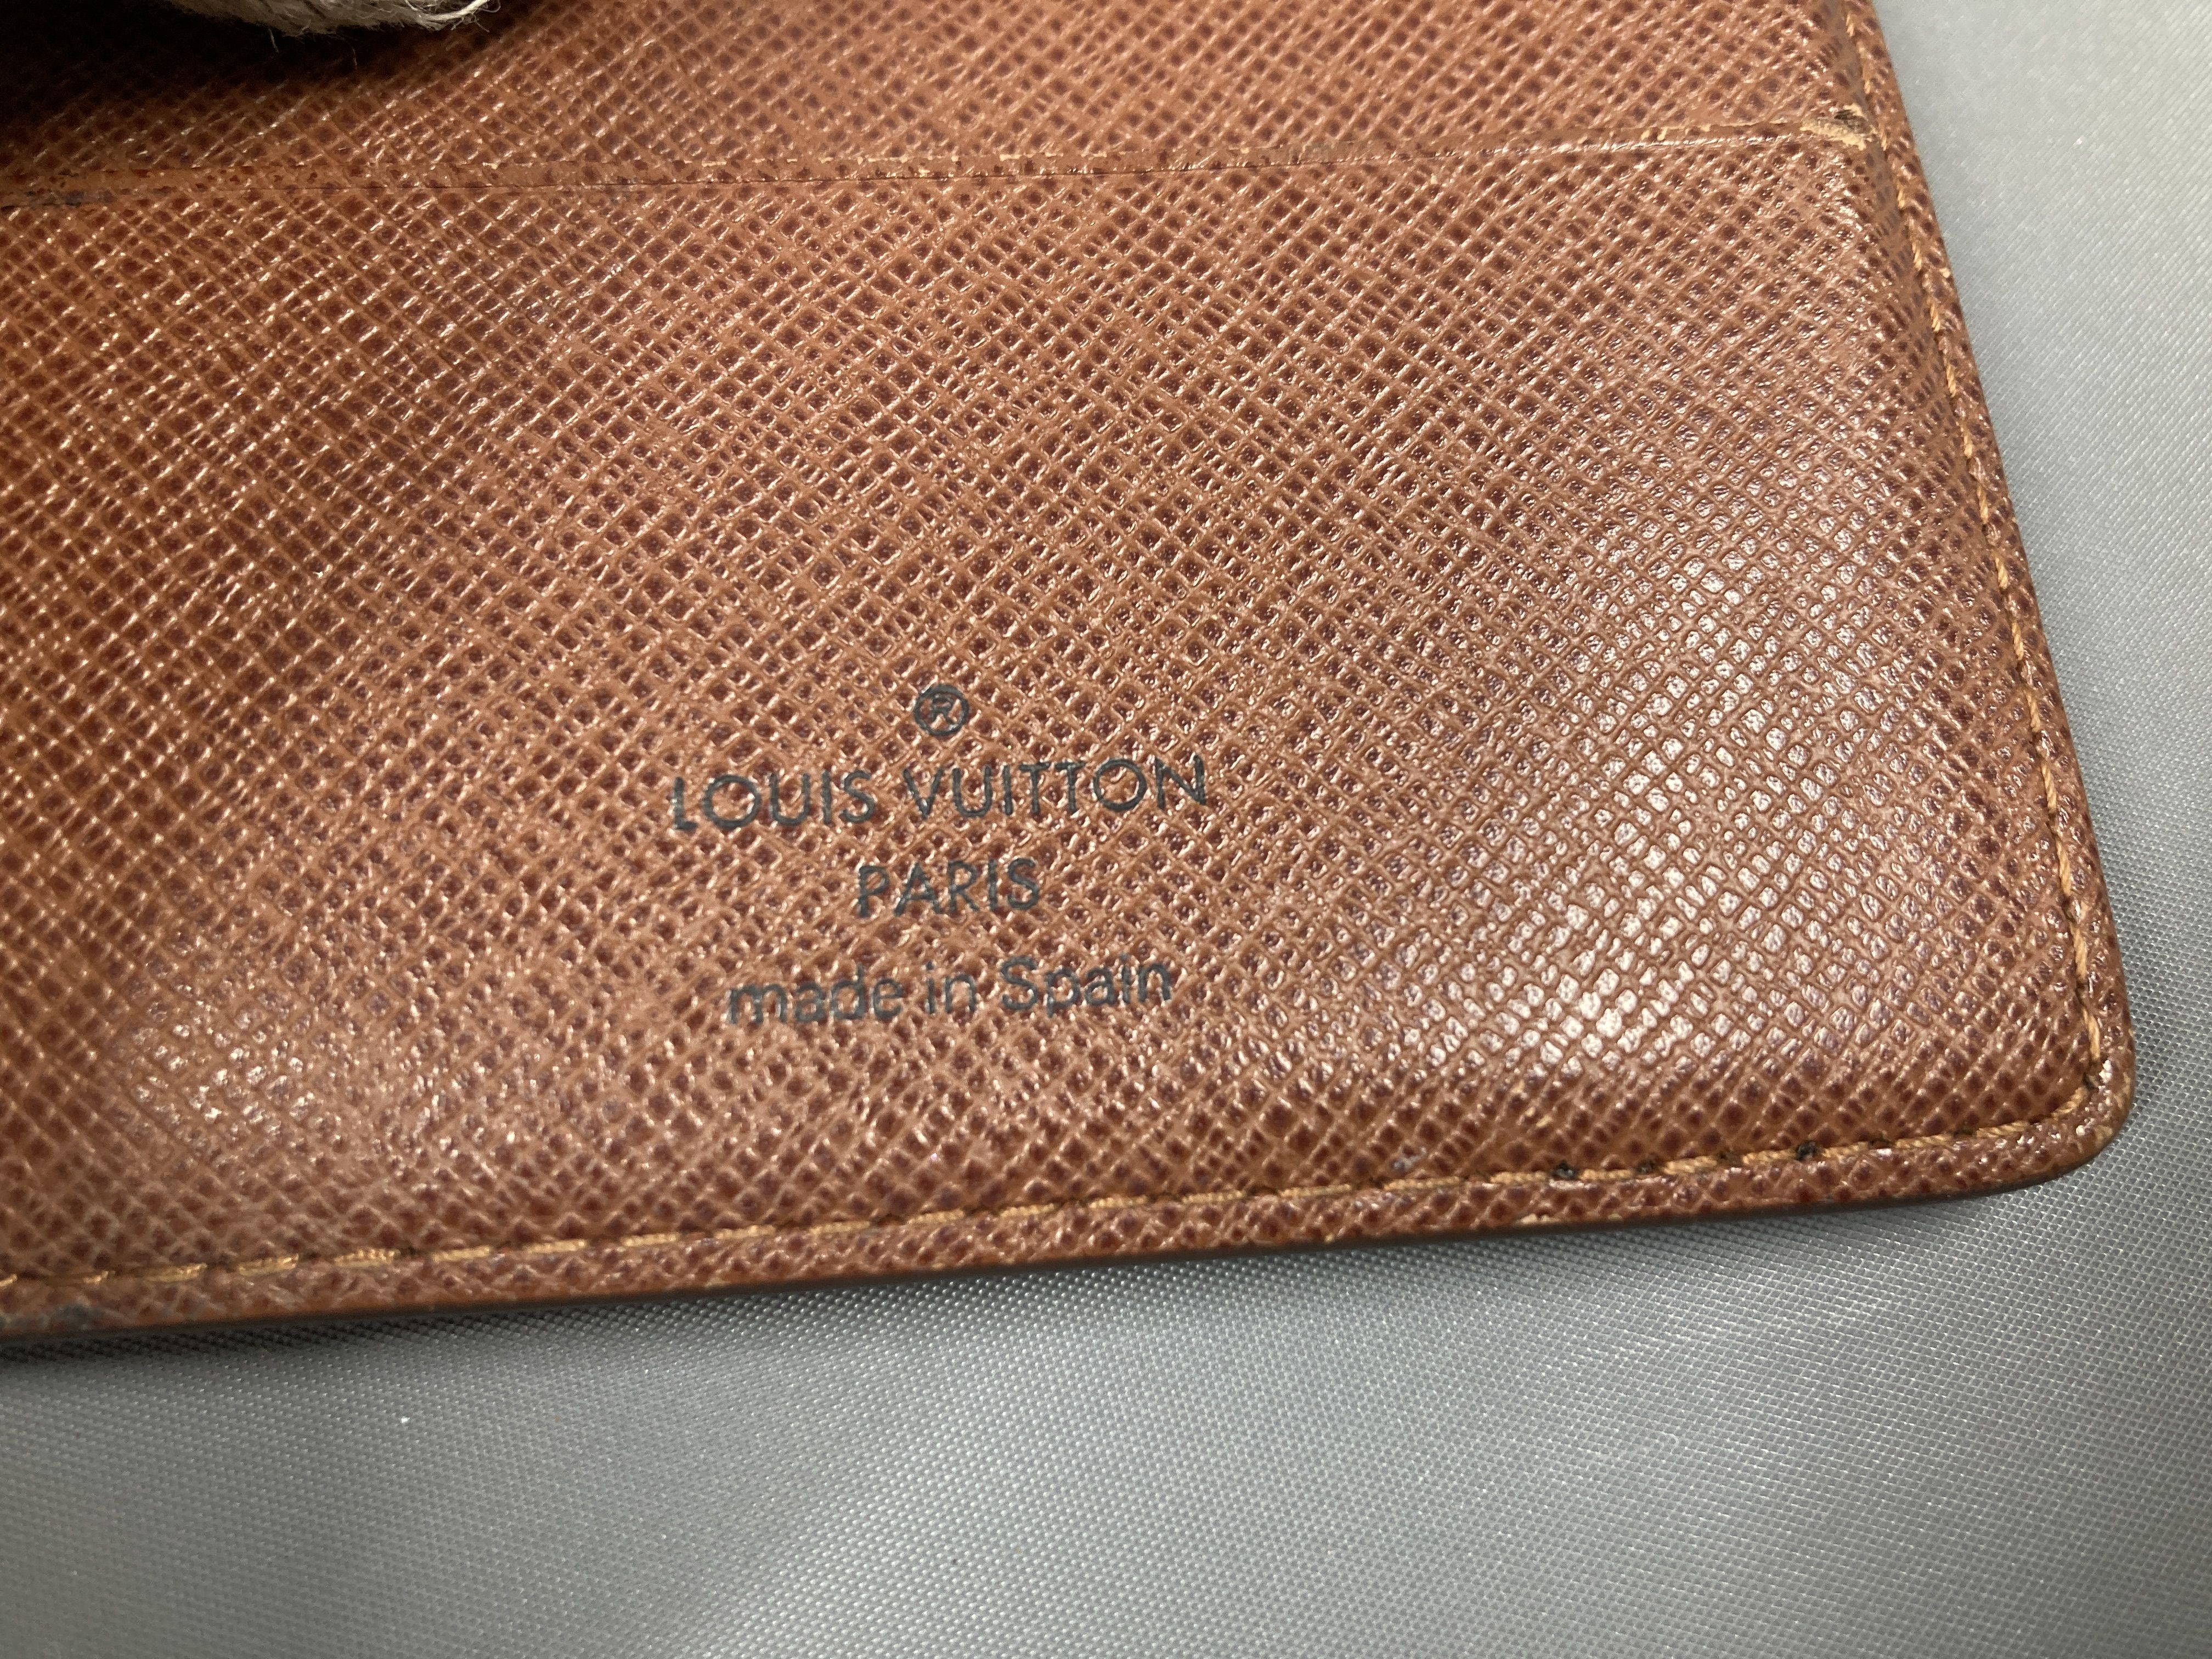 ®
LOUIS VUITTON
PARIS
made in Spain